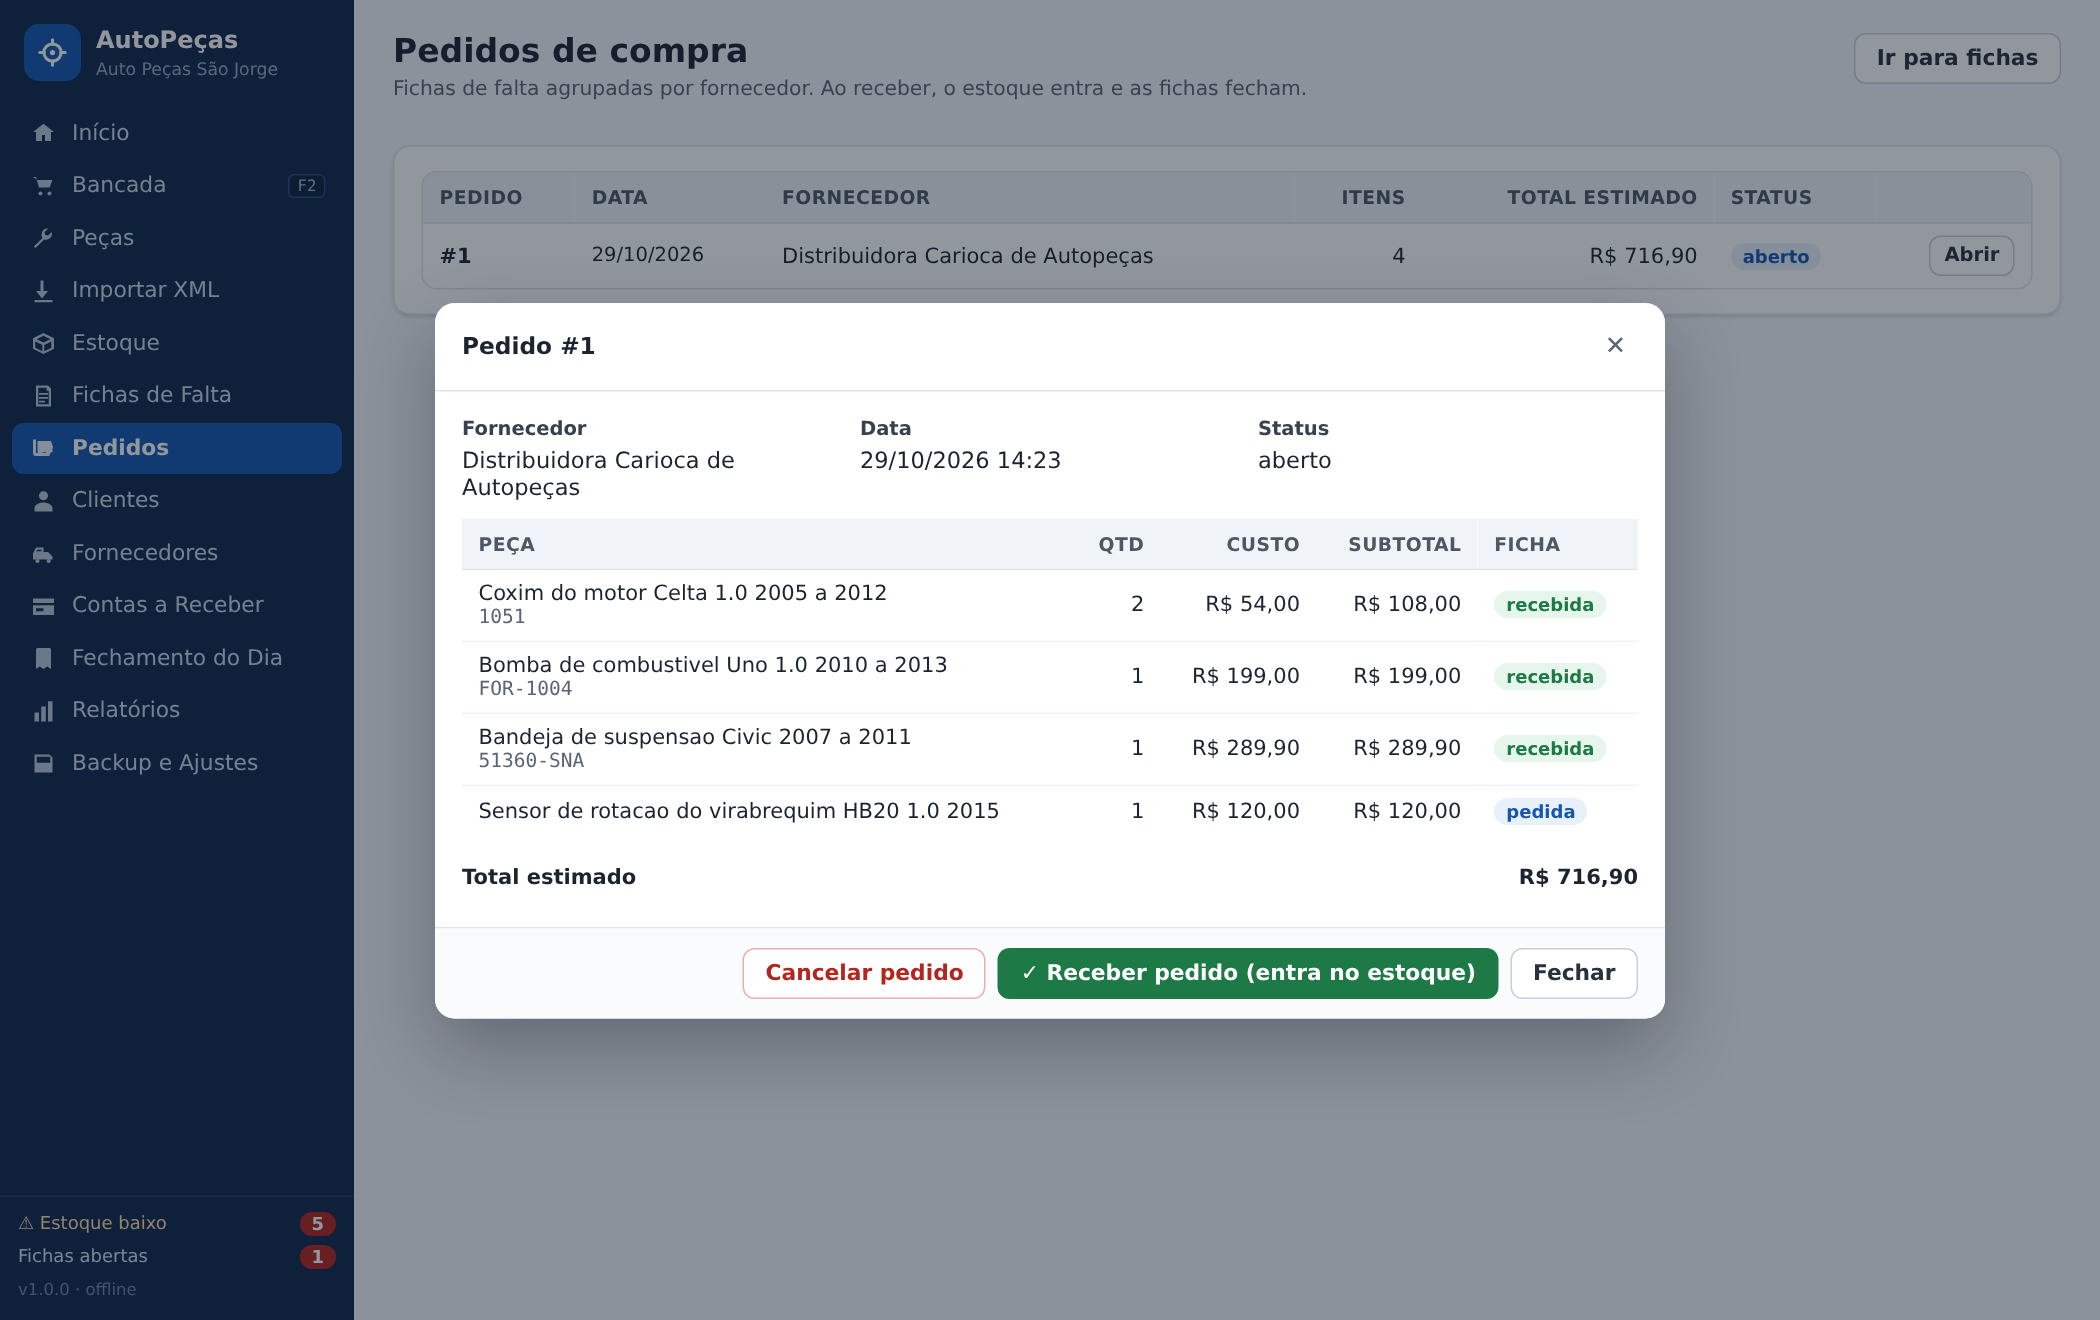 AutoPeças
Auto Peças São Jorge
Início
Bancada F2
Peças
Importar XML
Estoque
Fichas de Falta
Pedidos
Clientes
Fornecedores
Contas a Receber
Fechamento do Dia
Relatórios
Backup e Ajustes
⚠ Estoque baixo 5
Fichas abertas 1
v1.0.0 · offline
Pedidos de compra
Fichas de falta agrupadas por fornecedor. Ao receber, o estoque entra e as fichas fecham.
Ir para fichas
PEDIDO DATA FORNECEDOR ITENS TOTAL ESTIMADO STATUS
#1 29/10/2026 Distribuidora Carioca de Autopeças 4 R$ 716,90 aberto Abrir
Pedido #1 ✕
Fornecedor Data Status
Distribuidora Carioca de 29/10/2026 14:23 aberto
Autopeças
PEÇA QTD CUSTO SUBTOTAL FICHA
Coxim do motor Celta 1.0 2005 a 2012 2 R$ 54,00 R$ 108,00 recebida
1051
Bomba de combustivel Uno 1.0 2010 a 2013 1 R$ 199,00 R$ 199,00 recebida
FOR-1004
Bandeja de suspensao Civic 2007 a 2011 1 R$ 289,90 R$ 289,90 recebida
51360-SNA
Sensor de rotacao do virabrequim HB20 1.0 2015 1 R$ 120,00 R$ 120,00 pedida
Total estimado R$ 716,90
Cancelar pedido ✓ Receber pedido (entra no estoque) Fechar